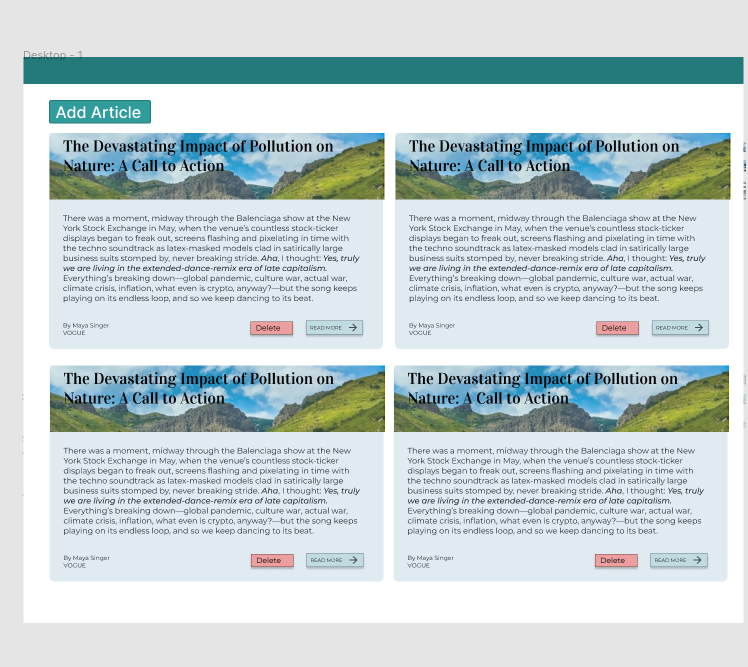 Desktop - 1
Add Article
The Devastating Impact of Pollution on
Nature: A Call to Action
There was a moment, midway through the Balenciaga show at the New
York Stock Exchange in May, when the venue's countless stock-ticker
displays began to freak out, screens flashing and pixelating in time with
the techno soundtrack as latex-masked models clad in satirically large
business suits stomped by, never breaking stride. Aha, I thought: Yes, truly
we are living in the extended-dance-remix era of late capitalism.
Everything's breaking down—global pandemic, culture war, actual war,
climate crisis, inflation, what even is crypto, anyway?—but the song keeps
playing on its endless loop, and so we keep dancing to its beat.
By Maya Singer
VOGUE
Delete
READ MORE
The Devastating Impact of Pollution on
Nature: A Call to Action
There was a moment, midway through the Balenciaga show at the New
York Stock Exchange in May, when the venue's countless stock-ticker
displays began to freak out, screens flashing and pixelating in time with
the techno soundtrack as latex-masked models clad in satirically large
business suits stomped by, never breaking stride. Aha, I thought: Yes, truly
we are living in the extended-dance-remix era of late capitalism.
Everything's breaking down—global pandemic, culture war, actual war,
climate crisis, inflation, what even is crypto, anyway?—but the song keeps
playing on its endless loop, and so we keep dancing to its beat.
By Maya Singer
VOGUE
Delete
READ MORE
The Devastating Impact of Pollution on
Nature: A Call to Action
There was a moment, midway through the Balenciaga show at the New
York Stock Exchange in May, when the venue's countless stock-ticker
displays began to freak out, screens flashing and pixelating in time with
the techno soundtrack as latex-masked models clad in satirically large
business suits stomped by, never breaking stride. Aha, I thought: Yes, truly
we are living in the extended-dance-remix era of late capitalism.
Everything's breaking down—global pandemic, culture war, actual war,
climate crisis, inflation, what even is crypto, anyway?—but the song keeps
playing on its endless loop, and so we keep dancing to its beat.
By Maya Singer
VOGUE
Delete
READ MORE
The Devastating Impact of Pollution on
Nature: A Call to Action
There was a moment, midway through the Balenciaga show at the New
York Stock Exchange in May, when the venue's countless stock-ticker
displays began to freak out, screens flashing and pixelating in time with
the techno soundtrack as latex-masked models clad in satirically large
business suits stomped by, never breaking stride. Aha, I thought: Yes, truly
we are living in the extended-dance-remix era of late capitalism.
Everything's breaking down—global pandemic, culture war, actual war,
climate crisis, inflation, what even is crypto, anyway?—but the song keeps
playing on its endless loop, and so we keep dancing to its beat.
By Maya Singer
VOGUE
Delete
READ MORE